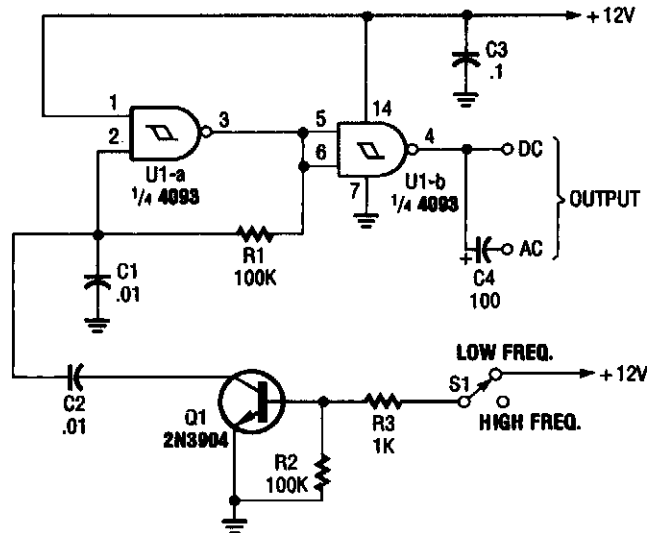 +12V
C3
.1
1
2
3
U1-a
1/4 4093
5
6
14
7
4
U1-b
1/4 4093
DC
AC
OUTPUT
+
C4
100
R1
100K
C1
.01
C2
.01
Q1
2N3904
R2
100K
R3
1K
S1
LOW FREQ.
HIGH FREQ.
+12V